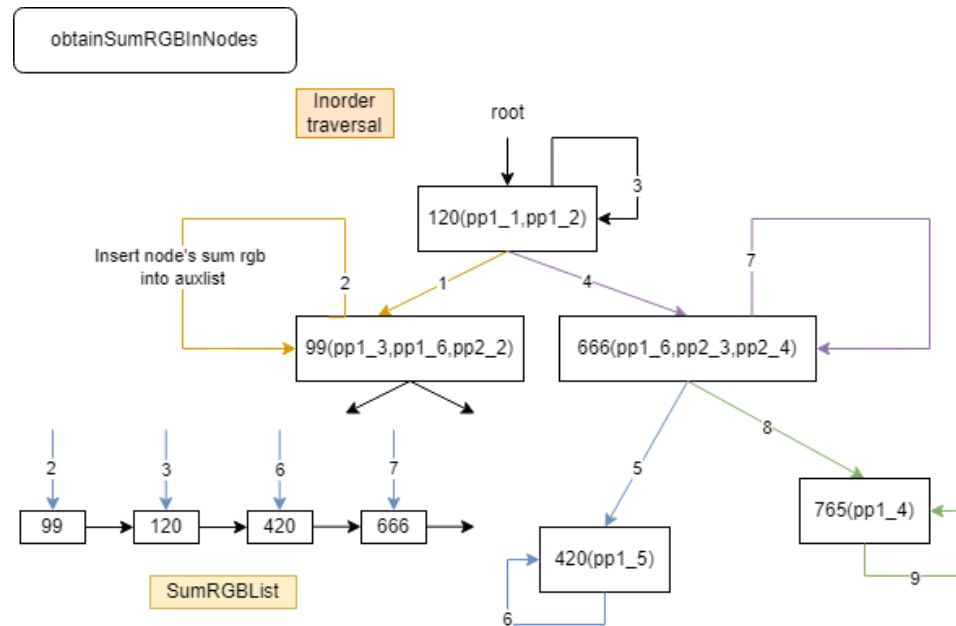 obtainSumRGBInNodes
Inorder
traversal
root
3
120(pp1_1,pp1_2)
Insert node's sum rgb
into auxlist
2
1
4
7
99(pp1_3,pp1_6,pp2_2)
666(pp1_6,pp2_3,pp2_4)
8
2
3
6
7
5
99
120
420
666
765(pp1_4)
420(pp1_5)
SumRGBList
6
9